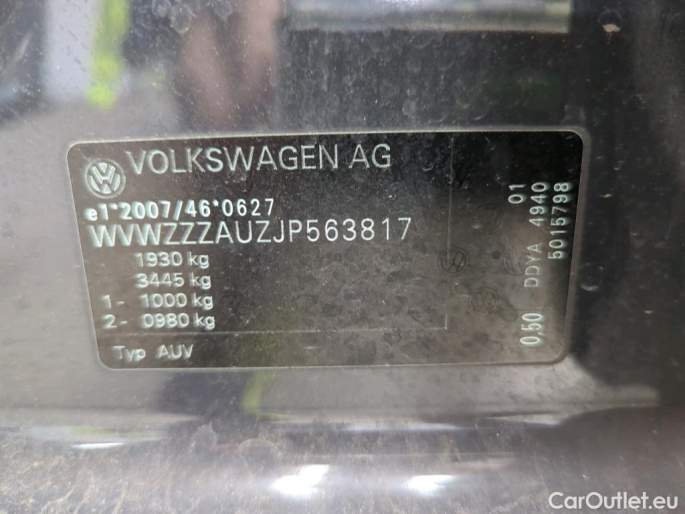 VOLKSWAGEN AG
e1*2007/46*0627
WVWZZZAUZJP563817
1930 kg
3445 kg
1- 1000 kg
2- 0980 kg
Typ AUV
01
0,50 DDYA 4940
5015798
CarOutlet.eu